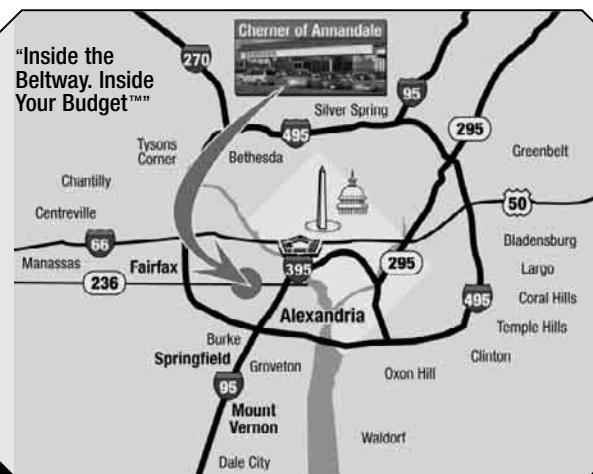 Cherner of Annandale
“Inside the
Beltway. Inside
Your Budget™”
270
95
Silver Spring
495
295
Tysons
Corner
Bethesda
Greenbelt
Chantilly
50
Centreville
66
Bladensburg
Manassas
Fairfax
395
295
Largo
236
495
Coral Hills
Alexandria
Temple Hills
Burke
Springfield
Groveton
Clinton
Oxon Hill
95
Mount
Vernon
Waldorf
Dale City